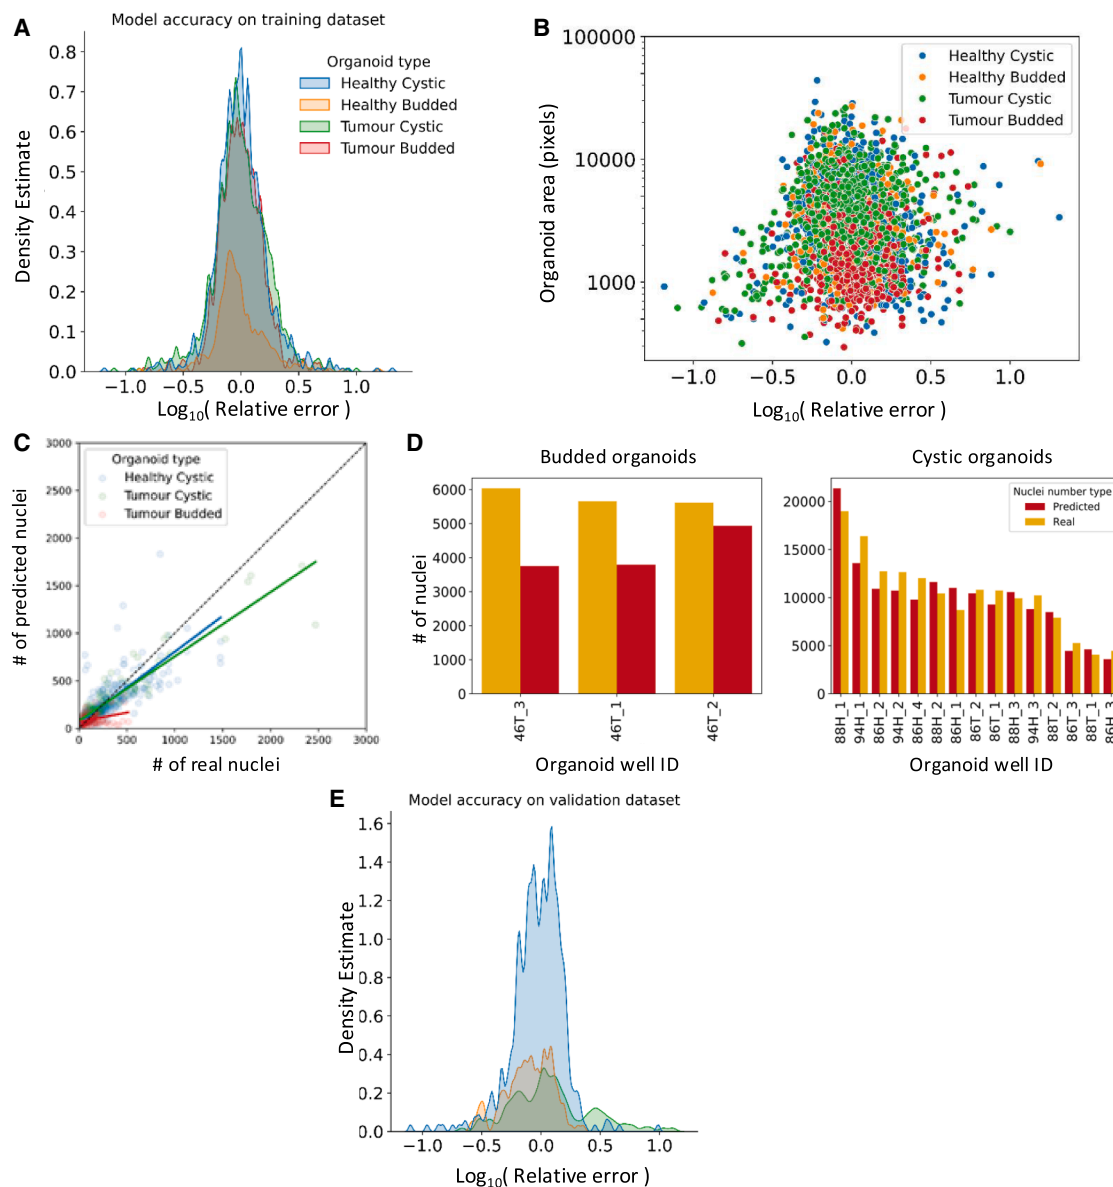 A
Model accuracy on training dataset
Density Estimate
0.8
0.7
0.6
0.5
0.4
0.3
0.2
0.1
0.0
Organoid type
Healthy Cystic
Healthy Budded
Tumour Cystic
Tumour Budded
−1.0 −0.5 0.0 0.5 1.0
Log10( Relative error )
B
Organoid area (pixels)
100000
10000
1000
Healthy Cystic
Healthy Budded
Tumour Cystic
Tumour Budded
−1.0 −0.5 0.0 0.5 1.0
Log10( Relative error )
C
# of predicted nuclei
3000
2500
2000
1500
1000
500
0
Organoid type
Healthy Cystic
Tumour Cystic
Tumour Budded
0 500 1000 1500 2000 2500 3000
# of real nuclei
D
Budded organoids
# of nuclei
6000
5000
4000
3000
2000
1000
0
46T_3 46T_1 46T_2
Organoid well ID
Cystic organoids
20000
15000
10000
5000
0
Nuclei number type
Predicted
Real
88H_1 94H_1 86H_2 94H_2 86H_4 88H_2 86H_1 86T_2 86T_1 88H_3 94H_3 88T_2 86T_3 88T_1 86H_3
Organoid well ID
E
Model accuracy on validation dataset
Density Estimate
1.6
1.4
1.2
1.0
0.8
0.6
0.4
0.2
0.0
−1.0 −0.5 0.0 0.5 1.0
Log10( Relative error )